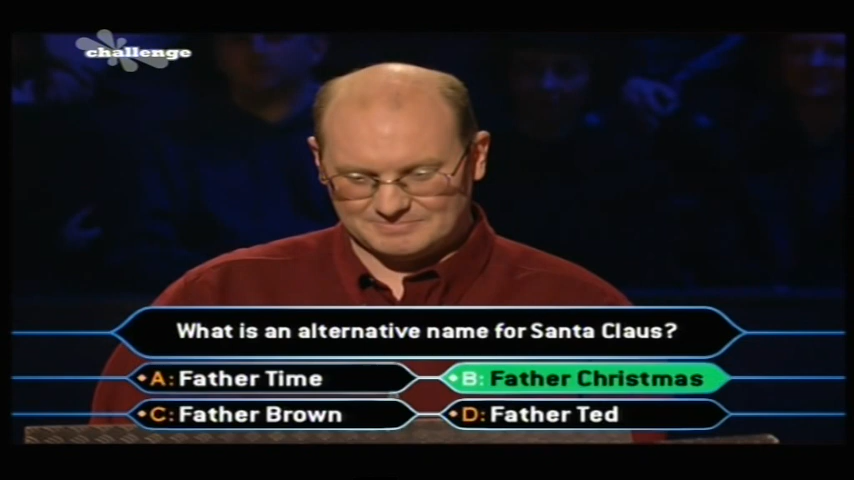 challenge
What is an alternative name for Santa Claus?
A: Father Time
B: Father Christmas
C: Father Brown
D: Father Ted